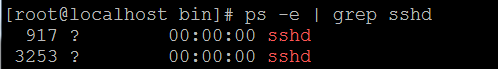 [root@localhost bin]# ps -e | grep sshd
917 ? 00:00:00 sshd
3253 ? 00:00:00 sshd